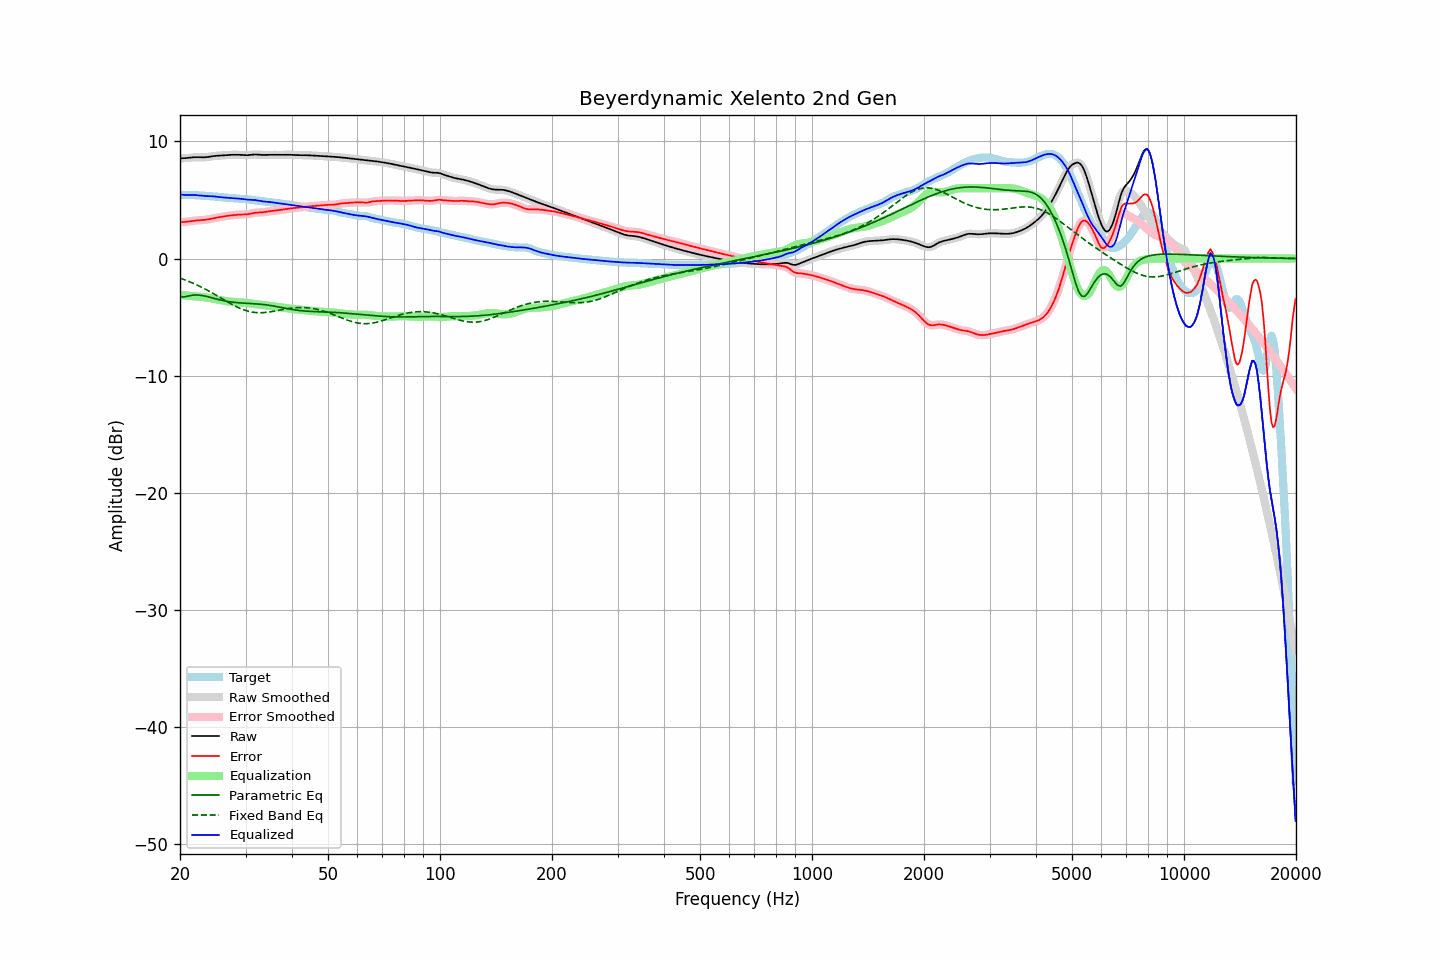 Beyerdynamic Xelento 2nd Gen
10
0
−10
−20
−30
−40
−50
Amplitude (dBr)
Target
Raw Smoothed
Error Smoothed
Raw
Error
Equalization
Parametric Eq
Fixed Band Eq
Equalized
20 50 100 200 500 1000 2000 5000 10000 20000
Frequency (Hz)